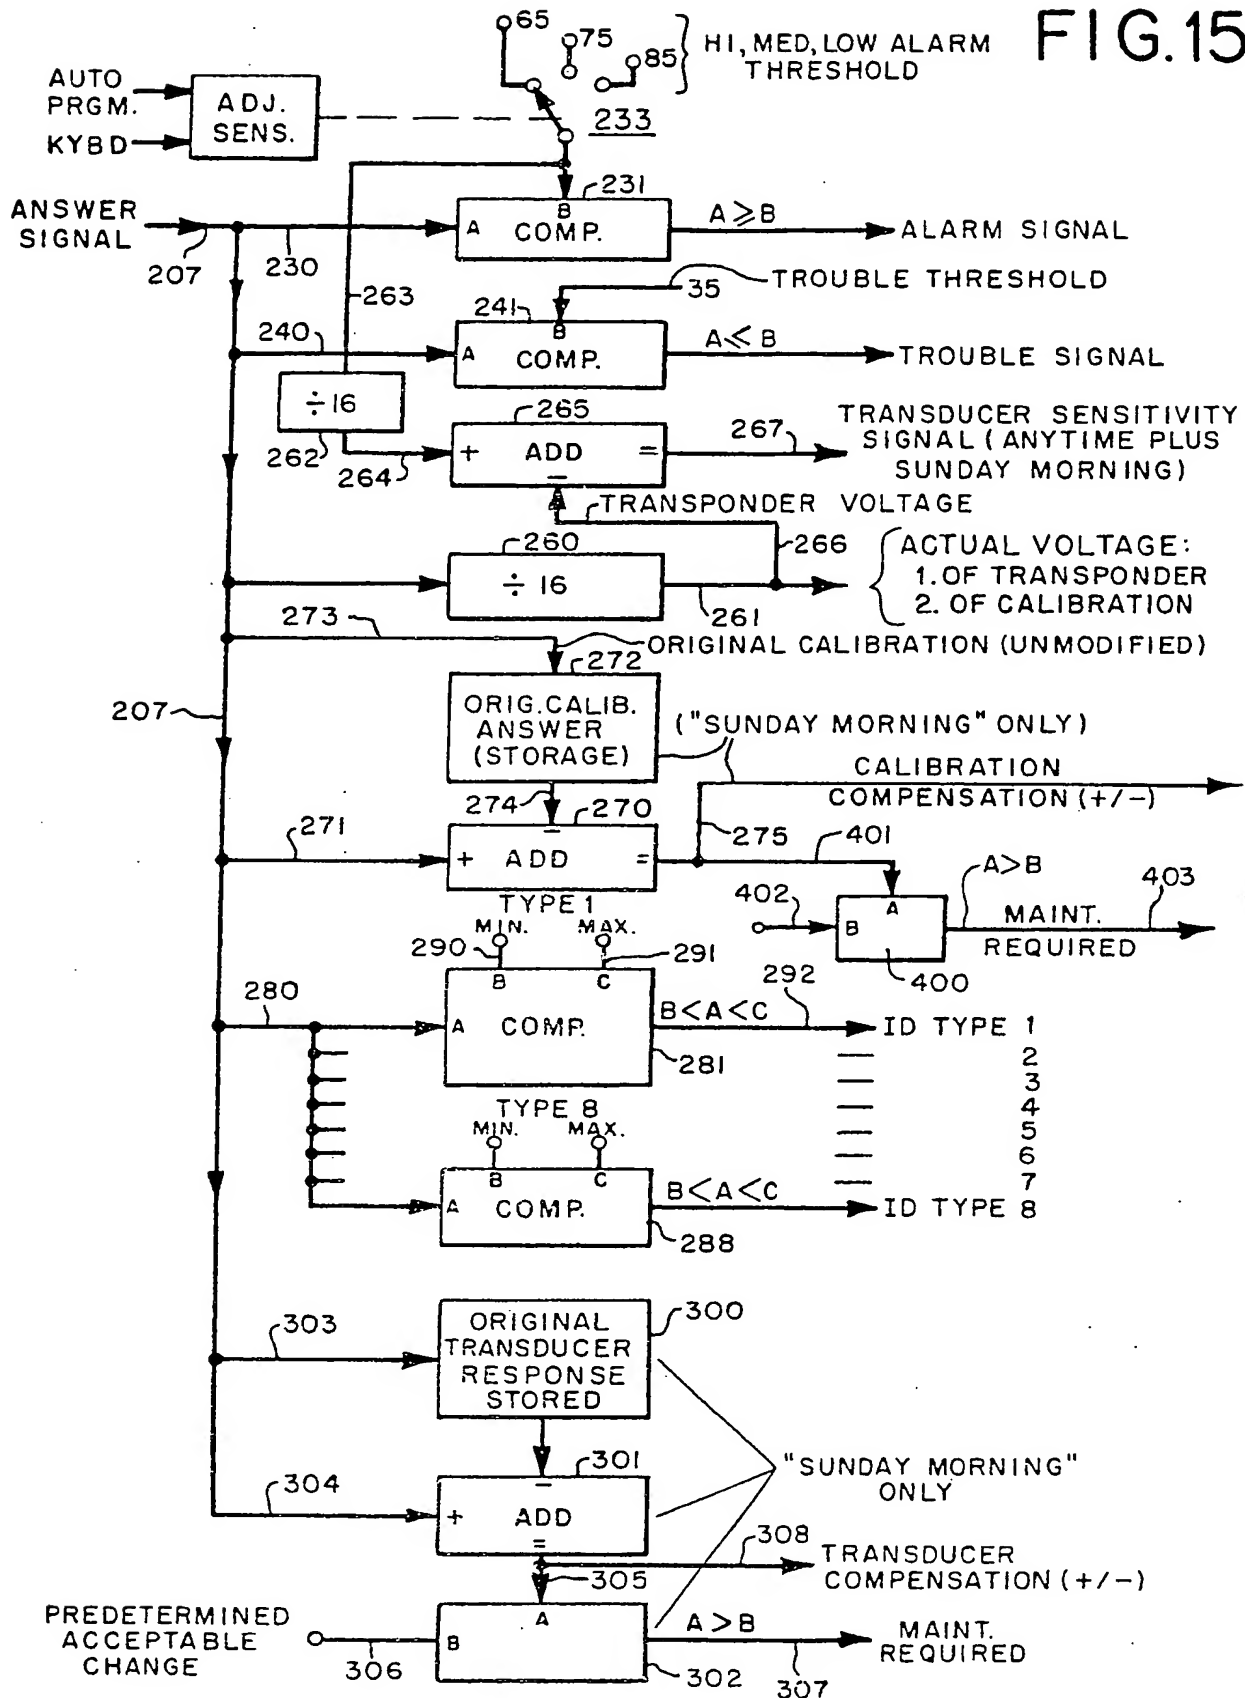 FIG.15
65
75
85
HI, MED, LOW ALARM
THRESHOLD
AUTO
PRGM.
KYBD
ADJ.
SENS.
233
231
ANSWER
SIGNAL
207
230
A
B
COMP.
A≥B
ALARM SIGNAL
263
TROUBLE THRESHOLD
35
241
240
A
B
COMP.
A<B
TROUBLE SIGNAL
÷16
262
264
265
+ ADD =
−
267
TRANSDUCER SENSITIVITY
SIGNAL (ANYTIME PLUS
SUNDAY MORNING)
TRANSPONDER VOLTAGE
266
260
÷ 16
261
ACTUAL VOLTAGE:
1. OF TRANSPONDER
2. OF CALIBRATION
273
ORIGINAL CALIBRATION (UNMODIFIED)
272
207
ORIG. CALIB.
ANSWER
(STORAGE)
("SUNDAY MORNING" ONLY)
CALIBRATION
COMPENSATION (+/−)
274
270
275
271
−
+ ADD =
401
402
A
B
400
A>B
403
MAINT.
REQUIRED
TYPE 1
MIN.
MAX.
290
291
280
B
C
A
COMP.
281
B<A<C
292
ID TYPE 1
2
3
4
5
6
7
TYPE 8
MIN.
MAX.
B
C
A
COMP.
288
B<A<C
ID TYPE 8
300
303
ORIGINAL
TRANSDUCER
RESPONSE
STORED
301
304
−
+ ADD
=
"SUNDAY MORNING"
ONLY
308
TRANSDUCER
COMPENSATION (+/−)
305
PREDETERMINED
ACCEPTABLE
CHANGE
306
A
B
302
A>B
307
MAINT.
REQUIRED